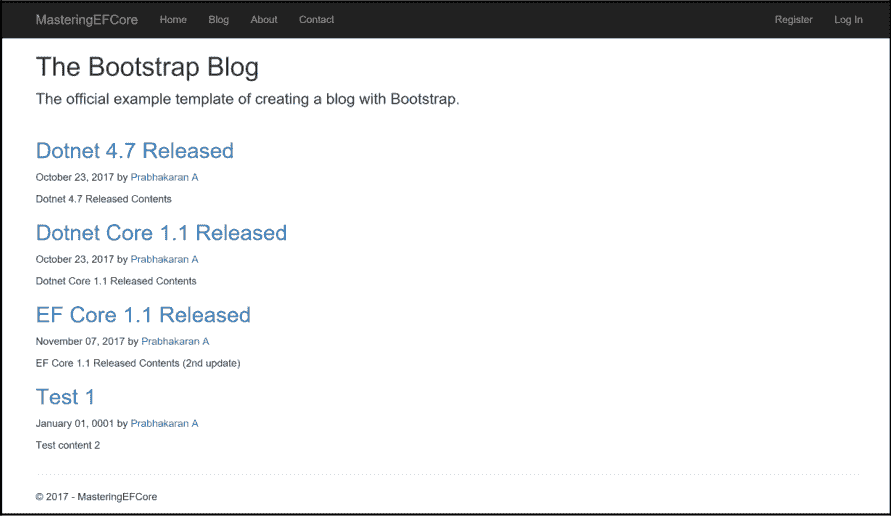 MasteringEFCore Home Blog About Contact Register Log In
The Bootstrap Blog
The official example template of creating a blog with Bootstrap.
Dotnet 4.7 Released
October 23, 2017 by Prabhakaran A
Dotnet 4.7 Released Contents
Dotnet Core 1.1 Released
October 23, 2017 by Prabhakaran A
Dotnet Core 1.1 Released Contents
EF Core 1.1 Released
November 07, 2017 by Prabhakaran A
EF Core 1.1 Released Contents (2nd update)
Test 1
January 01, 0001 by Prabhakaran A
Test content 2
© 2017 - MasteringEFCore